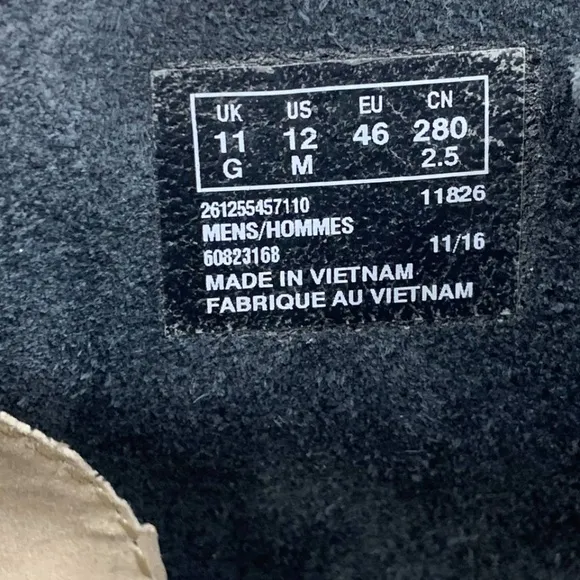 UK US EU CN
11 12 46 280
G M 2.5
261255457110 11826
MENS/HOMMES
60823168 11/16
MADE IN VIETNAM
FABRIQUE AU VIETNAM